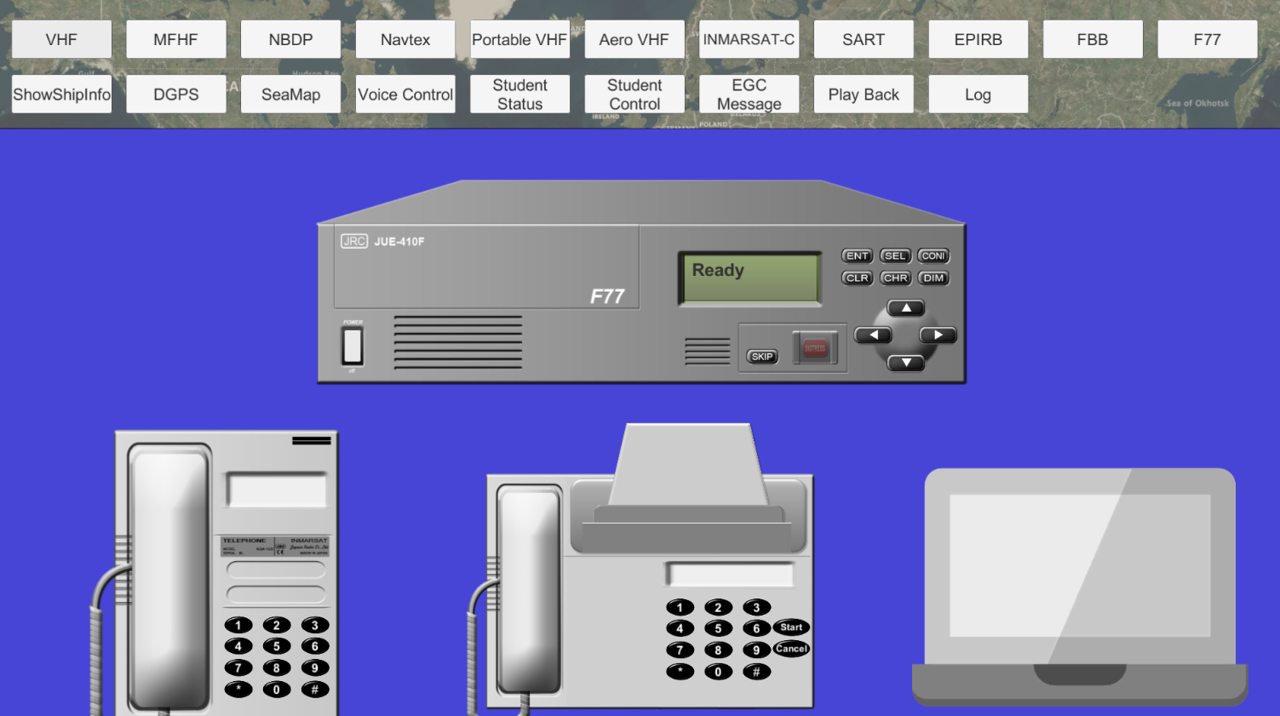 VHF
MFHF
NBDP
Navtex
Portable VHF
Aero VHF
INMARSAT-C
SART
EPIRB
FBB
F77
ShowShipInfo
DGPS
SeaMap
Voice Control
Student
Status
Student
Control
EGC
Message
Play Back
Log
Sea of Okhotsk
IRELAND
POLAND
JRC JUE-410F
F77
POWER
Ready
ENT SEL CONI
CLR CHR DIM
SKIP
TELEPHONE INMARSAT
1 2 3
4 5 6
7 8 9
* 0 #
1 2 3
4 5 6 Start
7 8 9 Cancel
* 0 #